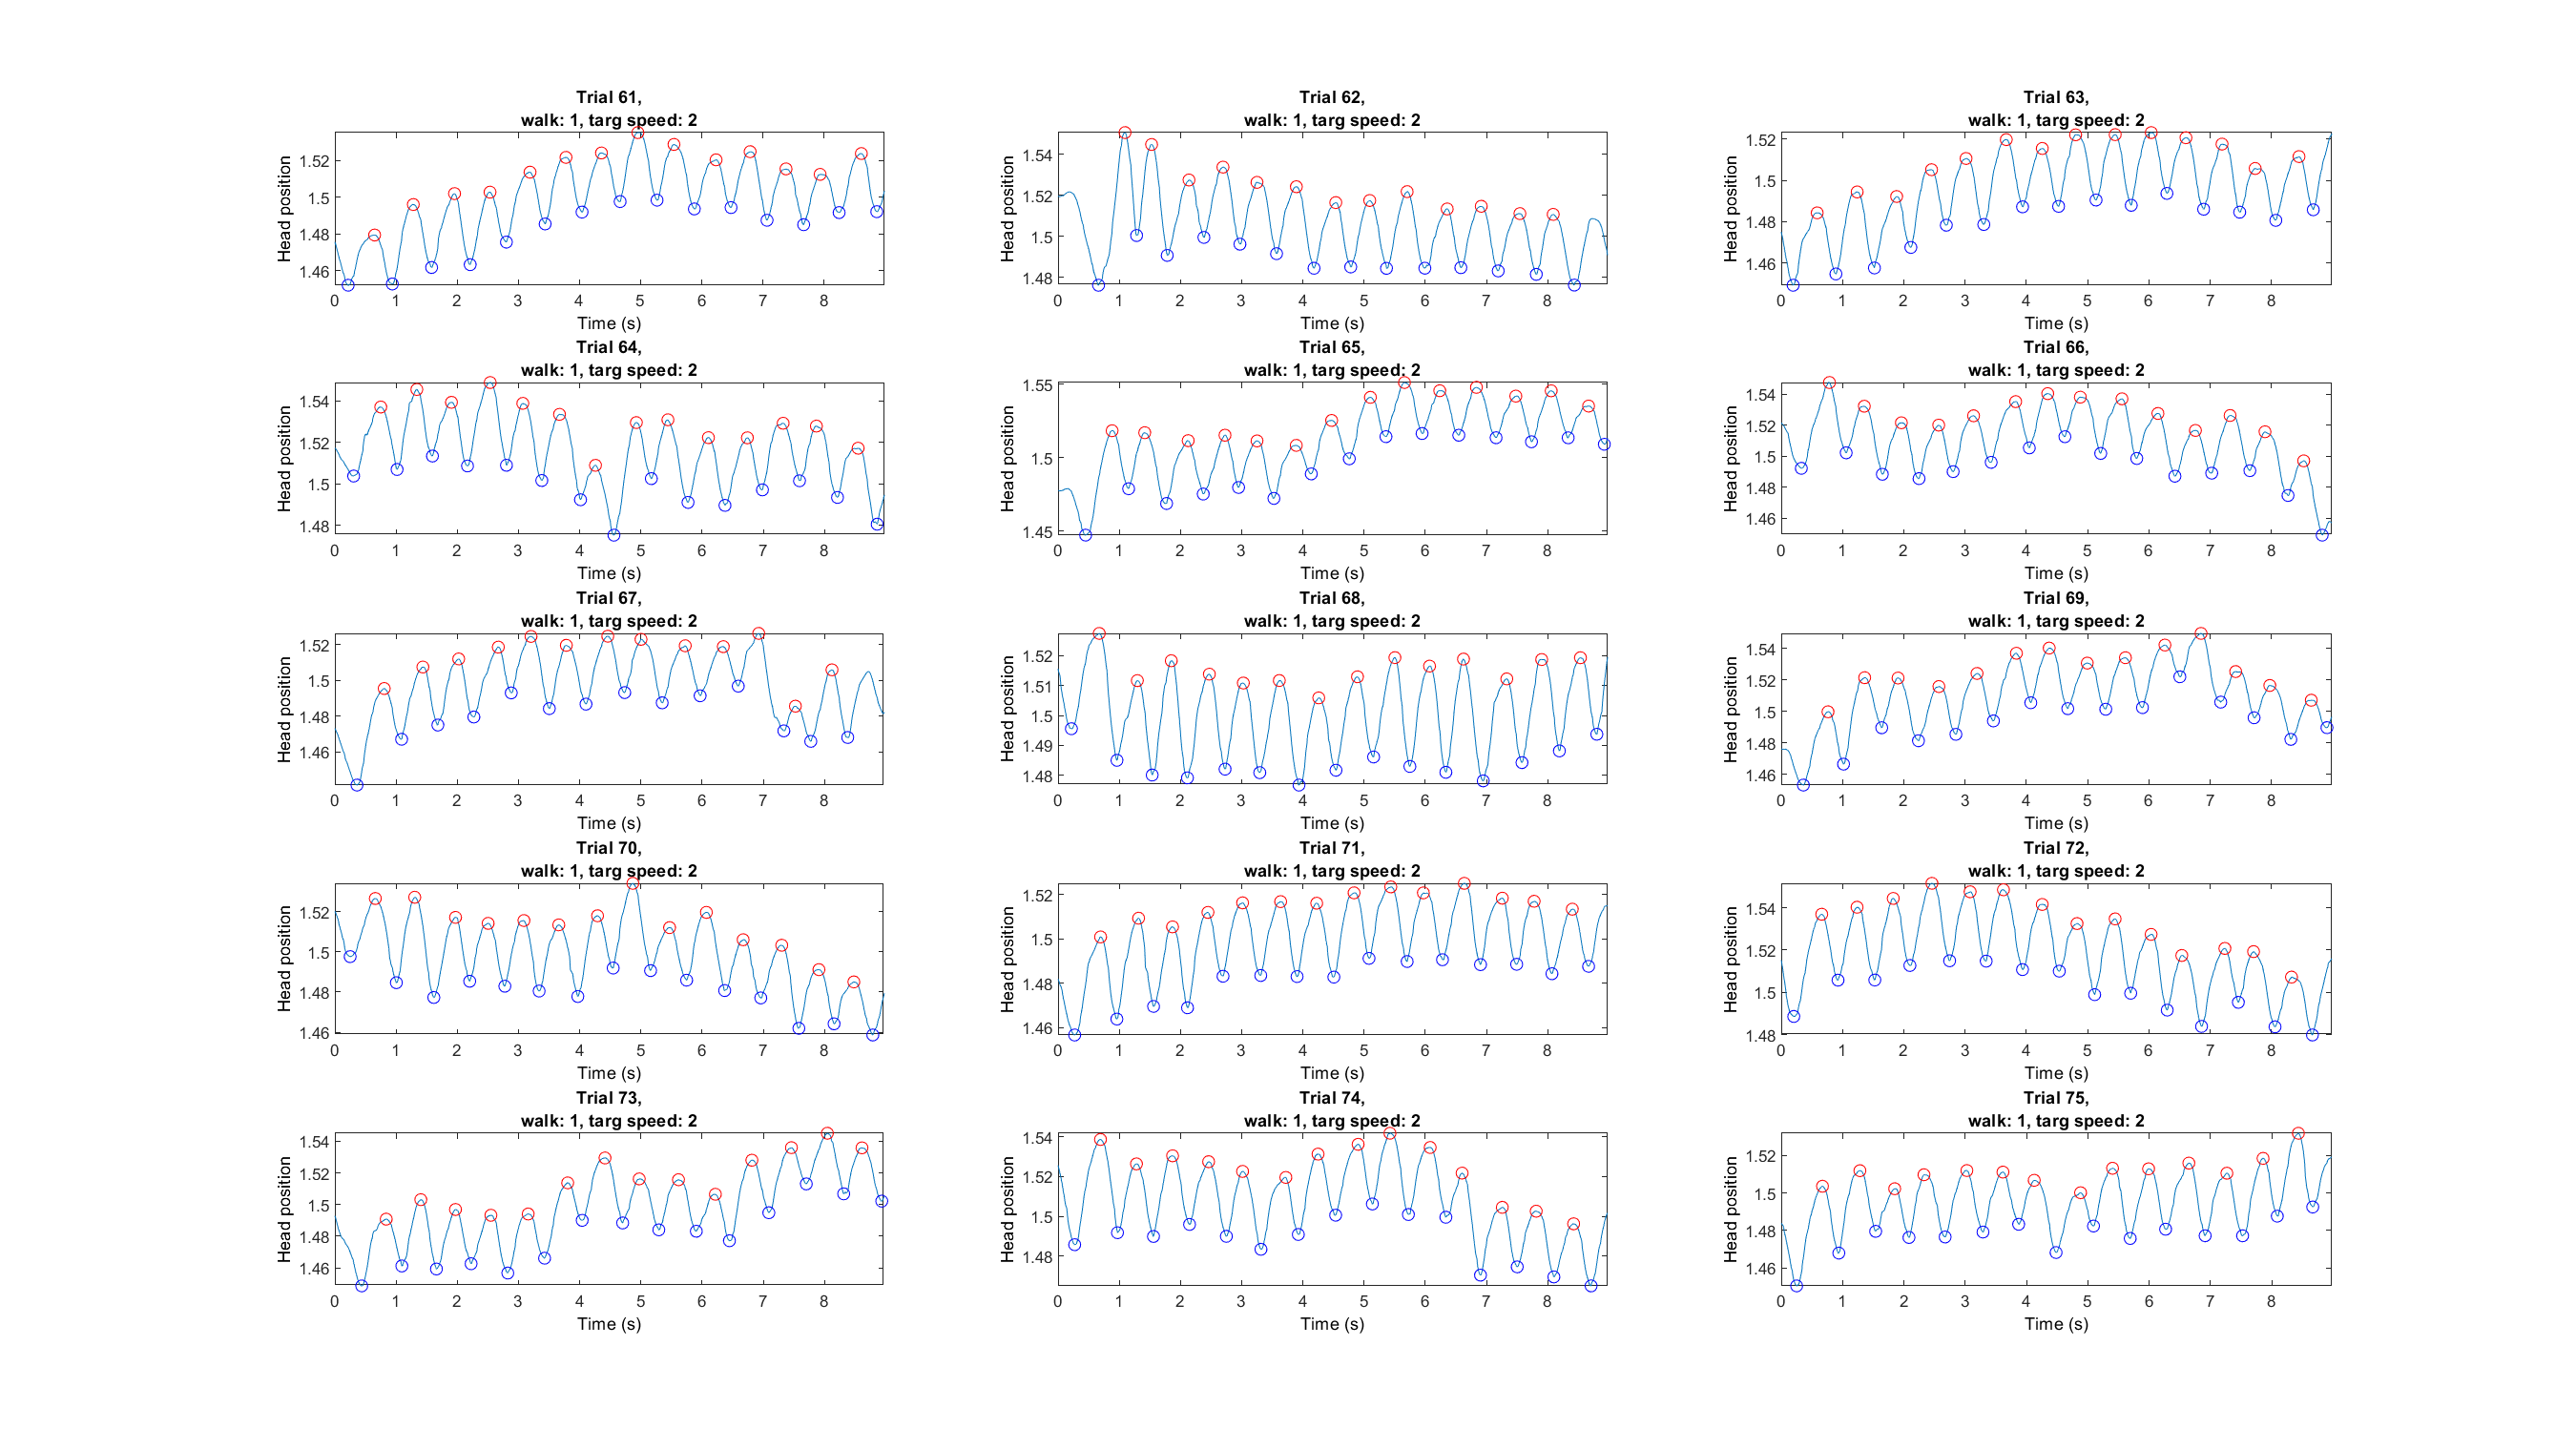 Trial 61,
walk: 1, targ speed: 2
Head position
1.52
1.5
1.48
1.46
0 1 2 3 4 5 6 7 8
Time (s)
Trial 62,
walk: 1, targ speed: 2
Head position
1.54
1.52
1.5
1.48
0 1 2 3 4 5 6 7 8
Time (s)
Trial 63,
walk: 1, targ speed: 2
Head position
1.52
1.5
1.48
1.46
0 1 2 3 4 5 6 7 8
Time (s)
Trial 64,
walk: 1, targ speed: 2
Head position
1.54
1.52
1.5
1.48
0 1 2 3 4 5 6 7 8
Time (s)
Trial 65,
walk: 1, targ speed: 2
Head position
1.55
1.5
1.45
0 1 2 3 4 5 6 7 8
Time (s)
Trial 66,
walk: 1, targ speed: 2
Head position
1.54
1.52
1.5
1.48
1.46
0 1 2 3 4 5 6 7 8
Time (s)
Trial 67,
walk: 1, targ speed: 2
Head position
1.52
1.5
1.48
1.46
0 1 2 3 4 5 6 7 8
Time (s)
Trial 68,
walk: 1, targ speed: 2
Head position
1.52
1.51
1.5
1.49
1.48
0 1 2 3 4 5 6 7 8
Time (s)
Trial 69,
walk: 1, targ speed: 2
Head position
1.54
1.52
1.5
1.48
1.46
0 1 2 3 4 5 6 7 8
Time (s)
Trial 70,
walk: 1, targ speed: 2
Head position
1.52
1.5
1.48
1.46
0 1 2 3 4 5 6 7 8
Time (s)
Trial 71,
walk: 1, targ speed: 2
Head position
1.52
1.5
1.48
1.46
0 1 2 3 4 5 6 7 8
Time (s)
Trial 72,
walk: 1, targ speed: 2
Head position
1.54
1.52
1.5
1.48
0 1 2 3 4 5 6 7 8
Time (s)
Trial 73,
walk: 1, targ speed: 2
Head position
1.54
1.52
1.5
1.48
1.46
0 1 2 3 4 5 6 7 8
Time (s)
Trial 74,
walk: 1, targ speed: 2
Head position
1.54
1.52
1.5
1.48
0 1 2 3 4 5 6 7 8
Time (s)
Trial 75,
walk: 1, targ speed: 2
Head position
1.52
1.5
1.48
1.46
0 1 2 3 4 5 6 7 8
Time (s)